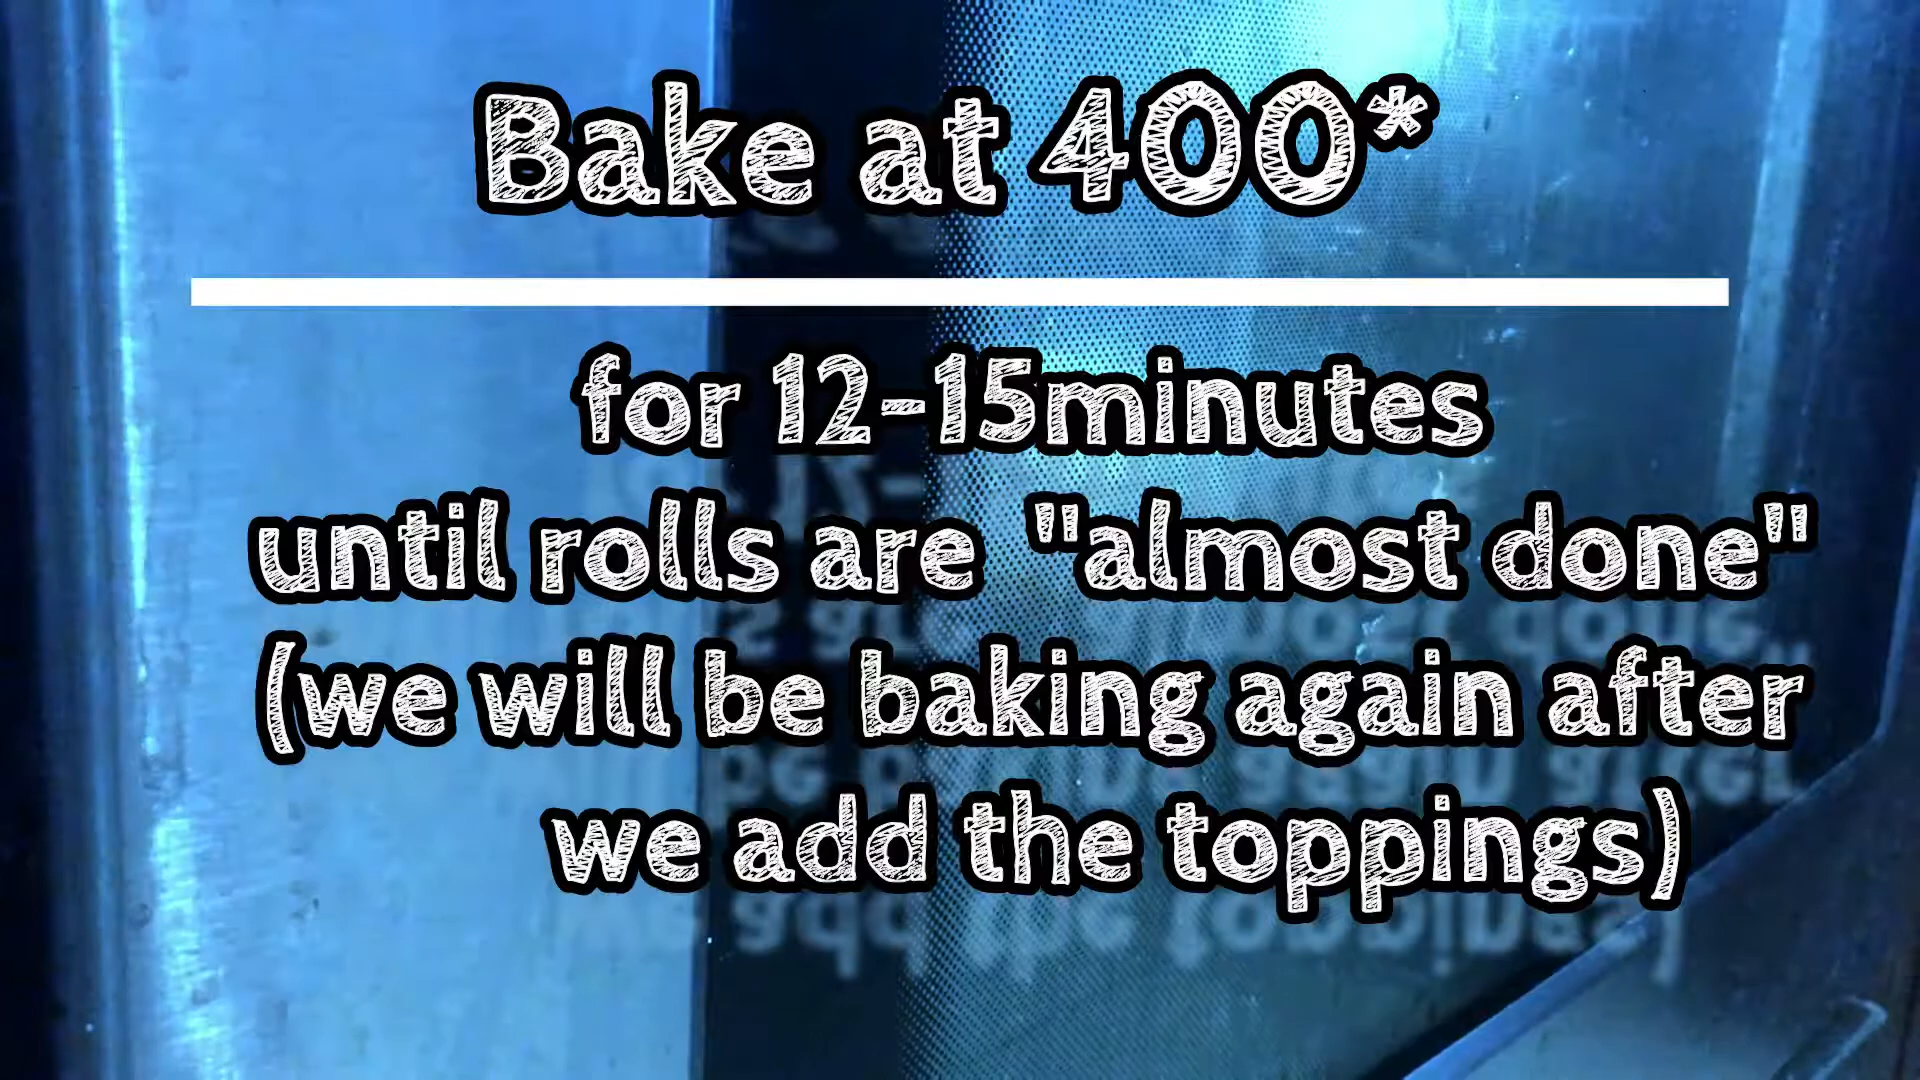 Bake at 400*
for 12-15minutes
until rolls are "almost done"
(we will be baking again after
we add the toppings)